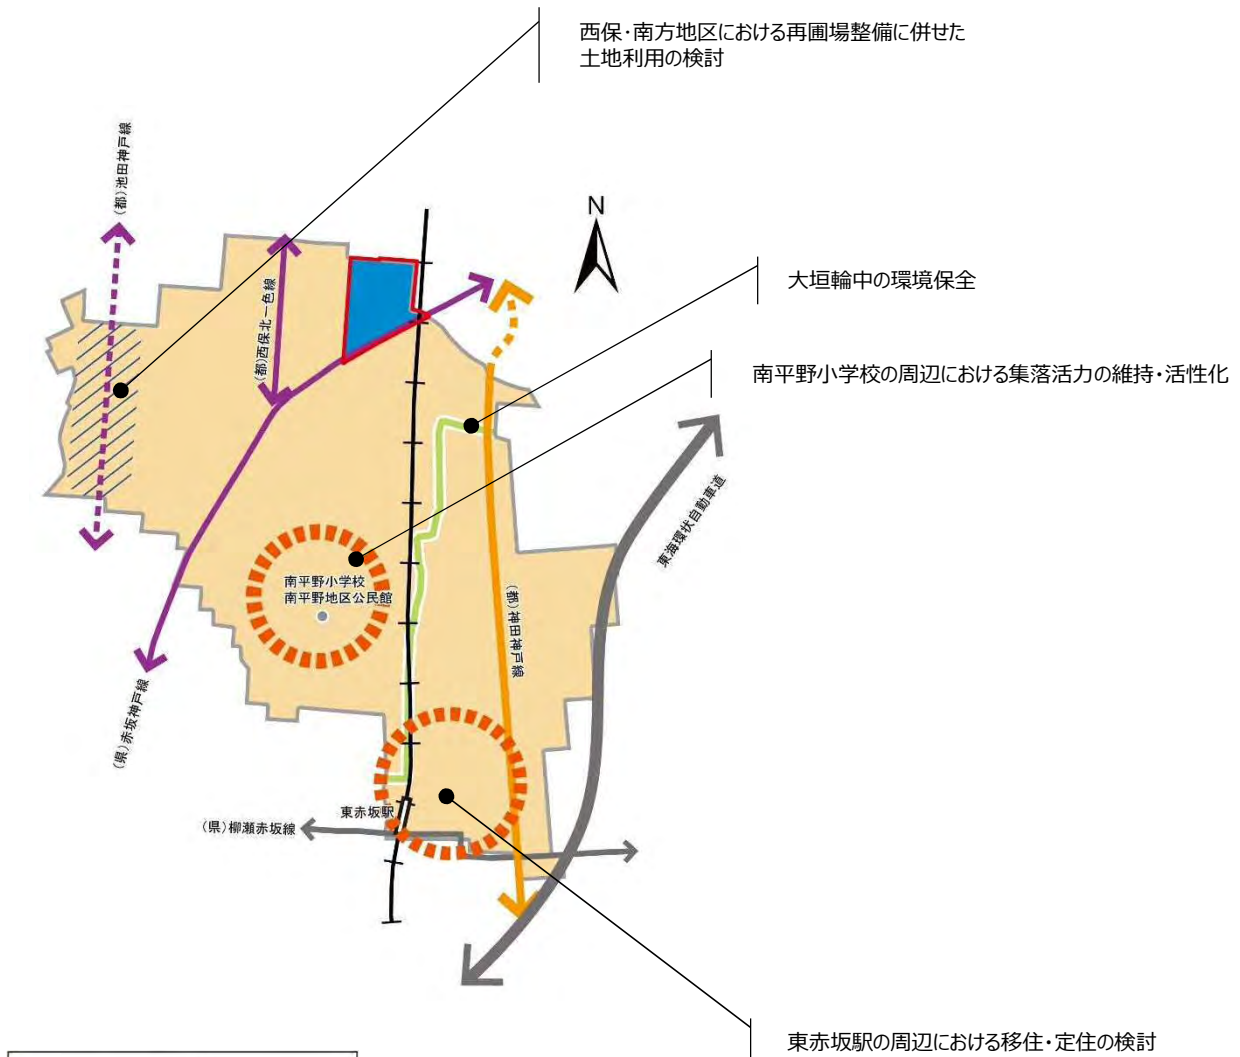 西保・南方地区における再圃場整備に併せた
土地利用の検討
(都)池田神戸線
N
大垣輪中の環境保全
(都)西保北一色線
南平野小学校の周辺における集落活力の維持・活性化
東海環状自動車道
南平野小学校
南平野地区公民館
(都)神田神戸線
(県)赤坂神戸線
東赤坂駅
(県)柳瀬赤坂線
東赤坂駅の周辺における移住・定住の検討